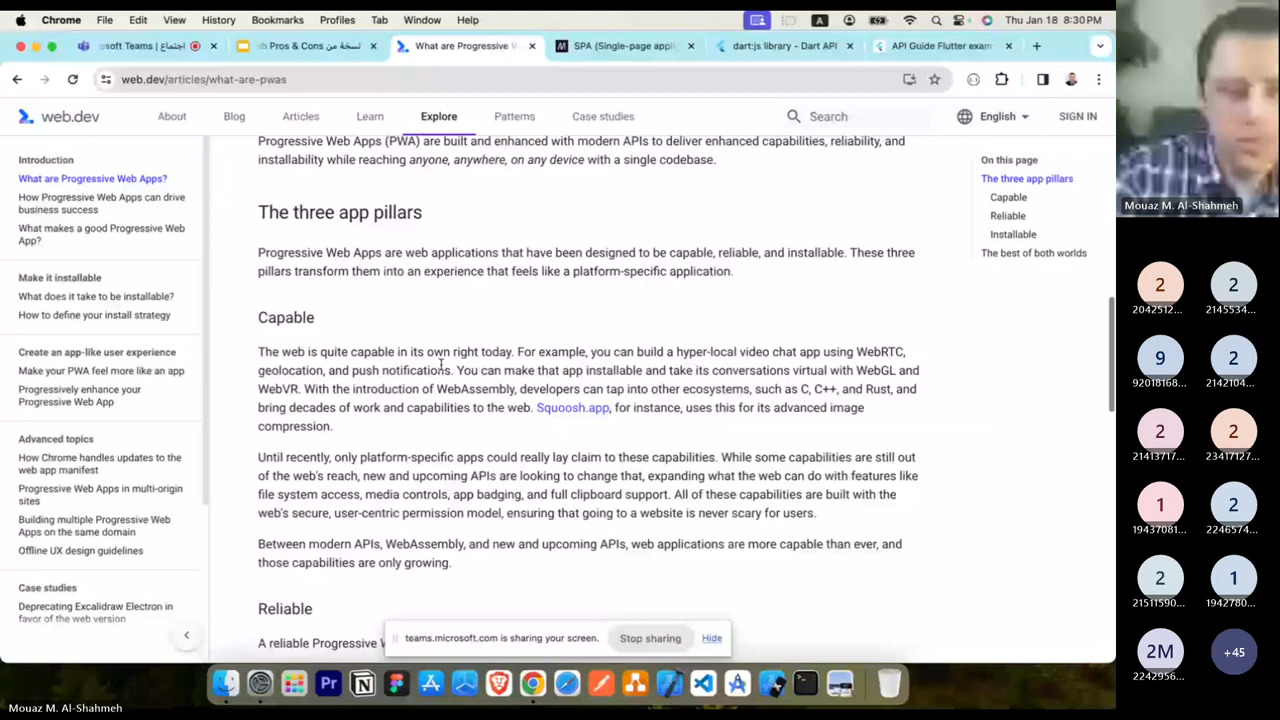 Chrome File Edit View History Bookmarks Profiles Tab Window Help A Thu Jan 18 8:30 PM
osoft Teams | اجتماع نسخة من sb Pros & Cons What are Progressive W SPA (Single-page appl dart:js library - Dart API API Guide Flutter exam
web.dev/articles/what-are-pwas
web.dev About Blog Articles Learn Explore Patterns Case studies Search English SIGN IN
Introduction
What are Progressive Web Apps?
How Progressive Web Apps can drive
business success
What makes a good Progressive Web
App?
Make it installable
What does it take to be installable?
How to define your install strategy
Create an app-like user experience
Make your PWA feel more like an app
Progressively enhance your
Progressive Web App
Advanced topics
How Chrome handles updates to the
web app manifest
Progressive Web Apps in multi-origin
sites
Building multiple Progressive Web
Apps on the same domain
Offline UX design guidelines
Case studies
Deprecating Excalidraw Electron in
favor of the web version
Progressive Web Apps (PWA) are built and enhanced with modern APIs to deliver enhanced capabilities, reliability, and
installability while reaching anyone, anywhere, on any device with a single codebase.
The three app pillars
Progressive Web Apps are web applications that have been designed to be capable, reliable, and installable. These three
pillars transform them into an experience that feels like a platform-specific application.
Capable
The web is quite capable in its own right today. For example, you can build a hyper-local video chat app using WebRTC,
geolocation, and push notifications. You can make that app installable and take its conversations virtual with WebGL and
WebVR. With the introduction of WebAssembly, developers can tap into other ecosystems, such as C, C++, and Rust, and
bring decades of work and capabilities to the web. Squoosh.app, for instance, uses this for its advanced image
compression.
Until recently, only platform-specific apps could really lay claim to these capabilities. While some capabilities are still out
of the web's reach, new and upcoming APIs are looking to change that, expanding what the web can do with features like
file system access, media controls, app badging, and full clipboard support. All of these capabilities are built with the
web's secure, user-centric permission model, ensuring that going to a website is never scary for users.
Between modern APIs, WebAssembly, and new and upcoming APIs, web applications are more capable than ever, and
those capabilities are only growing.
Reliable
A reliable Progressive W
On this page
The three app pillars
Capable
Reliable
Installable
The best of both worlds
teams.microsoft.com is sharing your screen. Stop sharing Hide
Pr
Mouaz M. Al-Shahmeh
Mouaz M. Al-Shahmeh
2 2
2042512... 2145534...
9 2
92018168... 2142104...
2 2
21413717... 23417127...
1 2
19437081... 2246574...
2 1
21511590... 1942780...
2M +45
2242956...